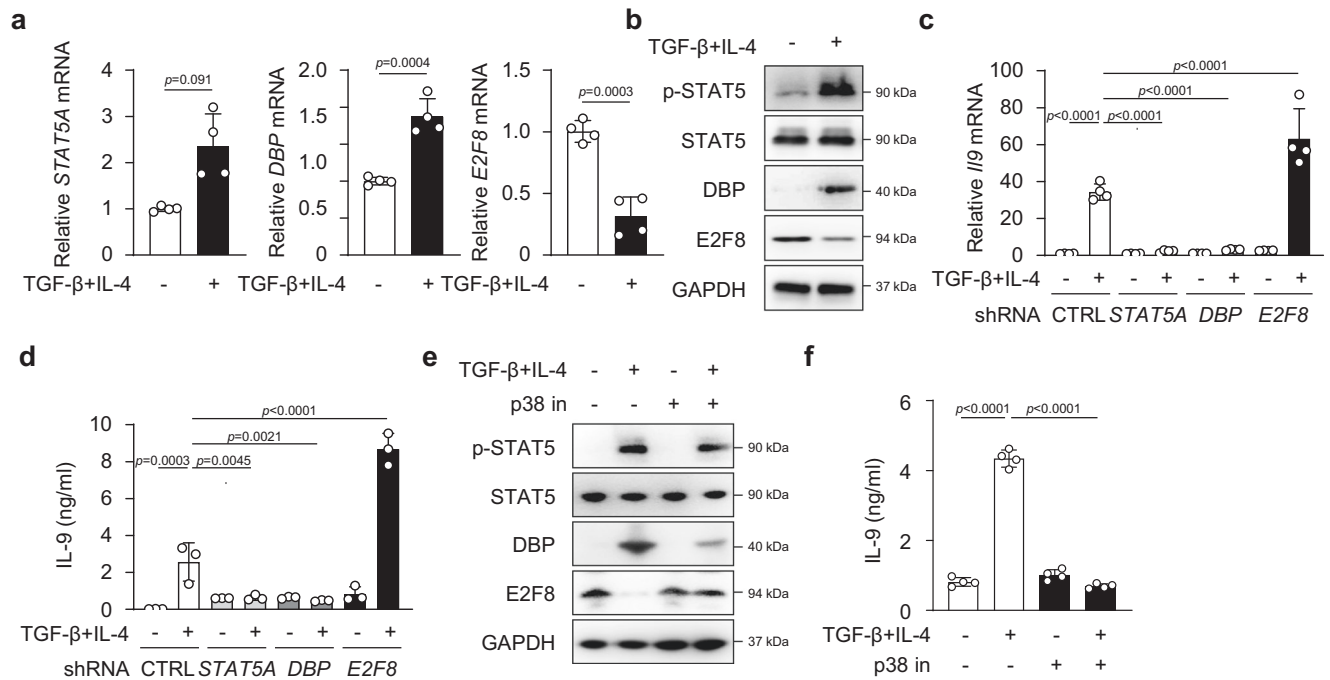 a
Relative STAT5A mRNA
4
3
2
1
0
p=0.091
TGF-β+IL-4 - +
Relative DBP mRNA
2.0
1.5
1.0
0.5
0.0
p=0.0004
TGF-β+IL-4 - +
Relative E2F8 mRNA
1.5
1.0
0.5
0.0
p=0.0003
TGF-β+IL-4 - +
b
TGF-β+IL-4 - +
p-STAT5 90 kDa
STAT5 90 kDa
DBP 40 kDa
E2F8 94 kDa
GAPDH 37 kDa
c
Relative Il9 mRNA
100
80
60
40
20
0
p<0.0001
p<0.0001
p<0.0001 p<0.0001
TGF-β+IL-4 - + - + - + - +
shRNA CTRL STAT5A DBP E2F8
d
IL-9 (ng/ml)
10
8
6
4
2
0
p<0.0001
p=0.0021
p=0.0003 p=0.0045
TGF-β+IL-4 - + - + - + - +
shRNA CTRL STAT5A DBP E2F8
e
TGF-β+IL-4 - + - +
p38 in - - + +
p-STAT5 90 kDa
STAT5 90 kDa
DBP 40 kDa
E2F8 94 kDa
GAPDH 37 kDa
f
IL-9 (ng/ml)
6
4
2
0
p<0.0001 p<0.0001
TGF-β+IL-4 - + - +
p38 in - - + +